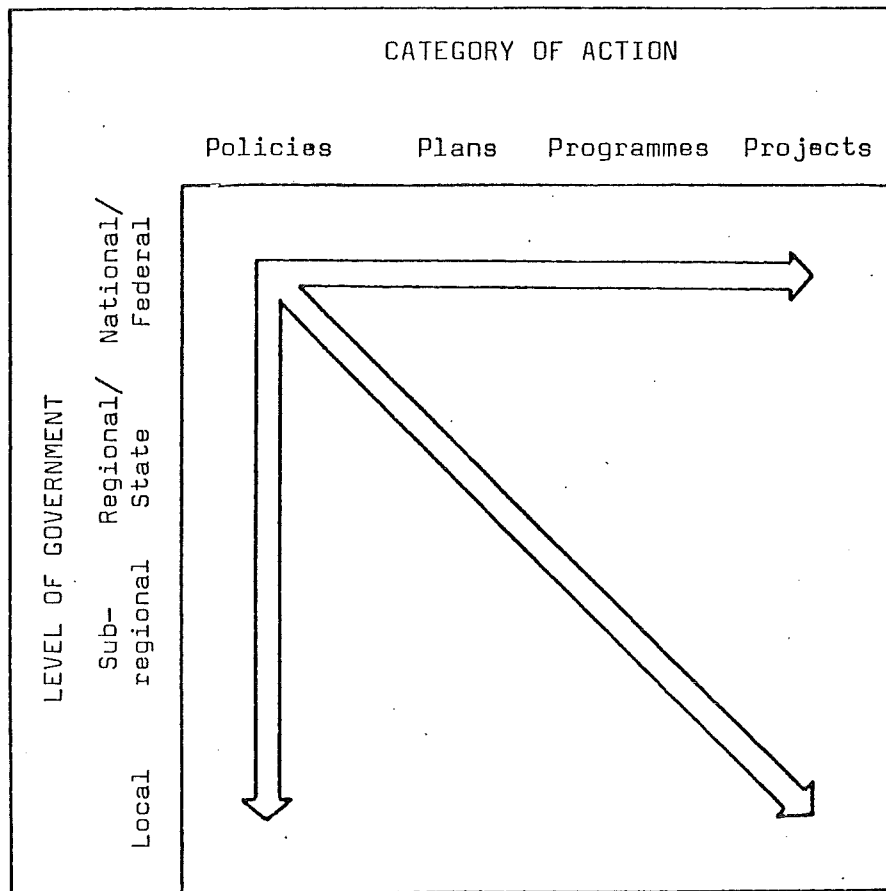 CATEGORY OF ACTION
Policies Plans Programmes Projects
LEVEL OF GOVERNMENT
National/
Federal
Regional/
State
Sub-
regional
Local